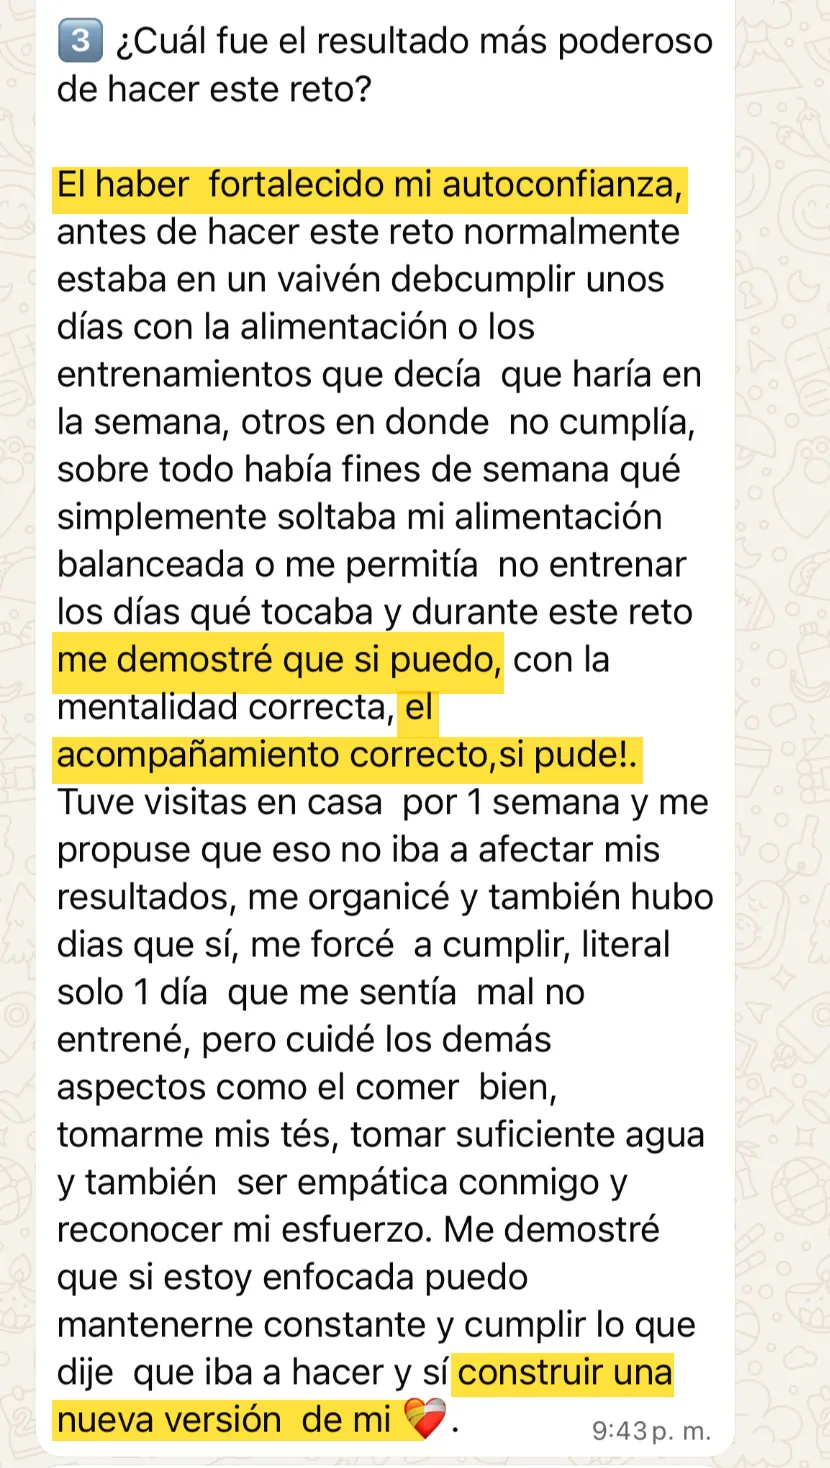 3️⃣ ¿Cuál fue el resultado más poderoso
de hacer este reto?
El haber  fortalecido mi autoconfianza,
antes de hacer este reto normalmente
estaba en un vaivén debcumplir unos
días con la alimentación o los
entrenamientos que decía  que haría en
la semana, otros en donde  no cumplía,
sobre todo había fines de semana qué
simplemente soltaba mi alimentación
balanceada o me permitía  no entrenar
los días qué tocaba y durante este reto
me demostré que si puedo, con la
mentalidad correcta, el
acompañamiento correcto,si pude!.
Tuve visitas en casa  por 1 semana y me
propuse que eso no iba a afectar mis
resultados, me organicé y también hubo
dias que sí, me forcé  a cumplir, literal
solo 1 día  que me sentía  mal no
entrené, pero cuidé los demás
aspectos como el comer  bien,
tomarme mis tés, tomar suficiente agua
y también  ser empática conmigo y
reconocer mi esfuerzo. Me demostré
que si estoy enfocada puedo
mantenerne constante y cumplir lo que
dije  que iba a hacer y sí construir una
nueva versión  de mi ❤️‍🩹.
9:43 p. m.